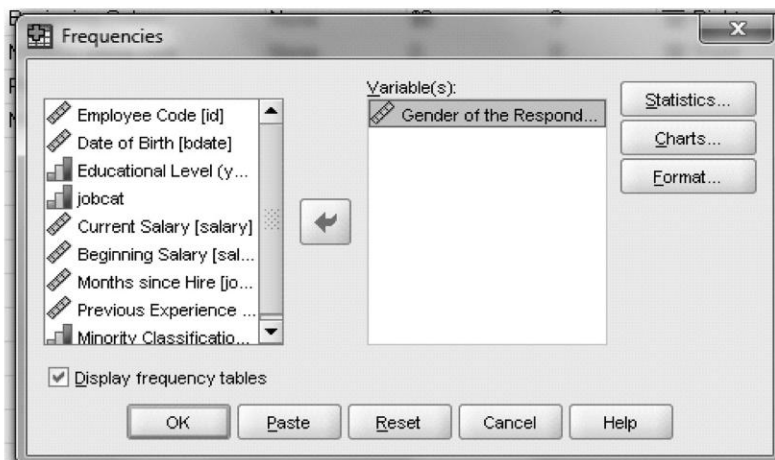 Frequencies
Employee Code [id]
Date of Birth [bdate]
Educational Level (y...
jobcat
Current Salary [salary]
Beginning Salary [sal...
Months since Hire [jo...
Previous Experience ...
Minority Classificatio...
Variable(s):
Gender of the Respond...
Statistics...
Charts...
Format...
Display frequency tables
OK
Paste
Reset
Cancel
Help